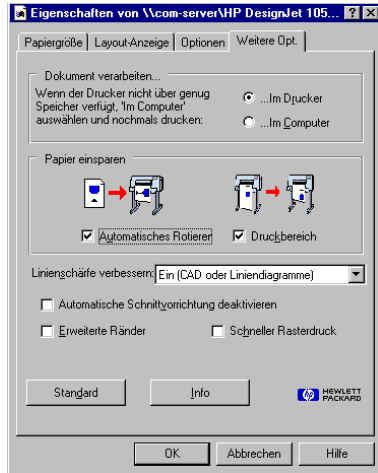 Eigenschaften von \\com-server\HP DesignJet 105...
Papiergröße Layout-Anzeige Optionen Weitere Opt.
Dokument verarbeiten...
Wenn der Drucker nicht über genug
Speicher verfügt, 'Im Computer'
auswählen und nochmals drucken:
...Im Drucker
...Im Computer
Papier einsparen
Automatisches Rotierer
Druckbereich
Linienschärfe verbessern: Ein (CAD oder Liniendiagramme)
Automatische Schnittvorrichtung deaktivieren
Erweiterte Ränder
Schneller Rasterdruck
Standard
Info
hp HEWLETT
PACKARD
OK Abbrechen Hilfe